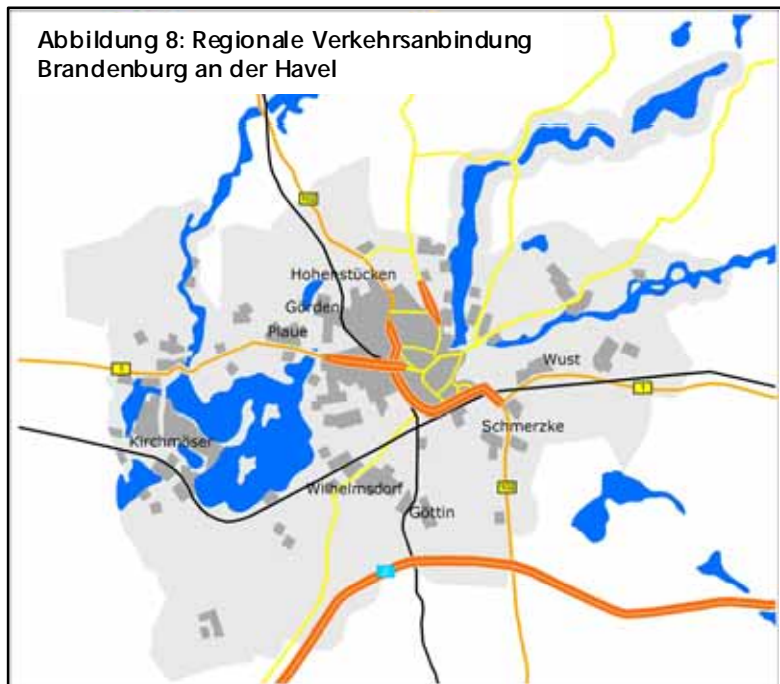 Abbildung 8: Regionale Verkehrsanbindung
Brandenburg an der Havel
Hohenstücken
Görden
Plaue
Wust
1
1
Kirchmöser
Schmerzke
Wilhelmsdorf
Göttin